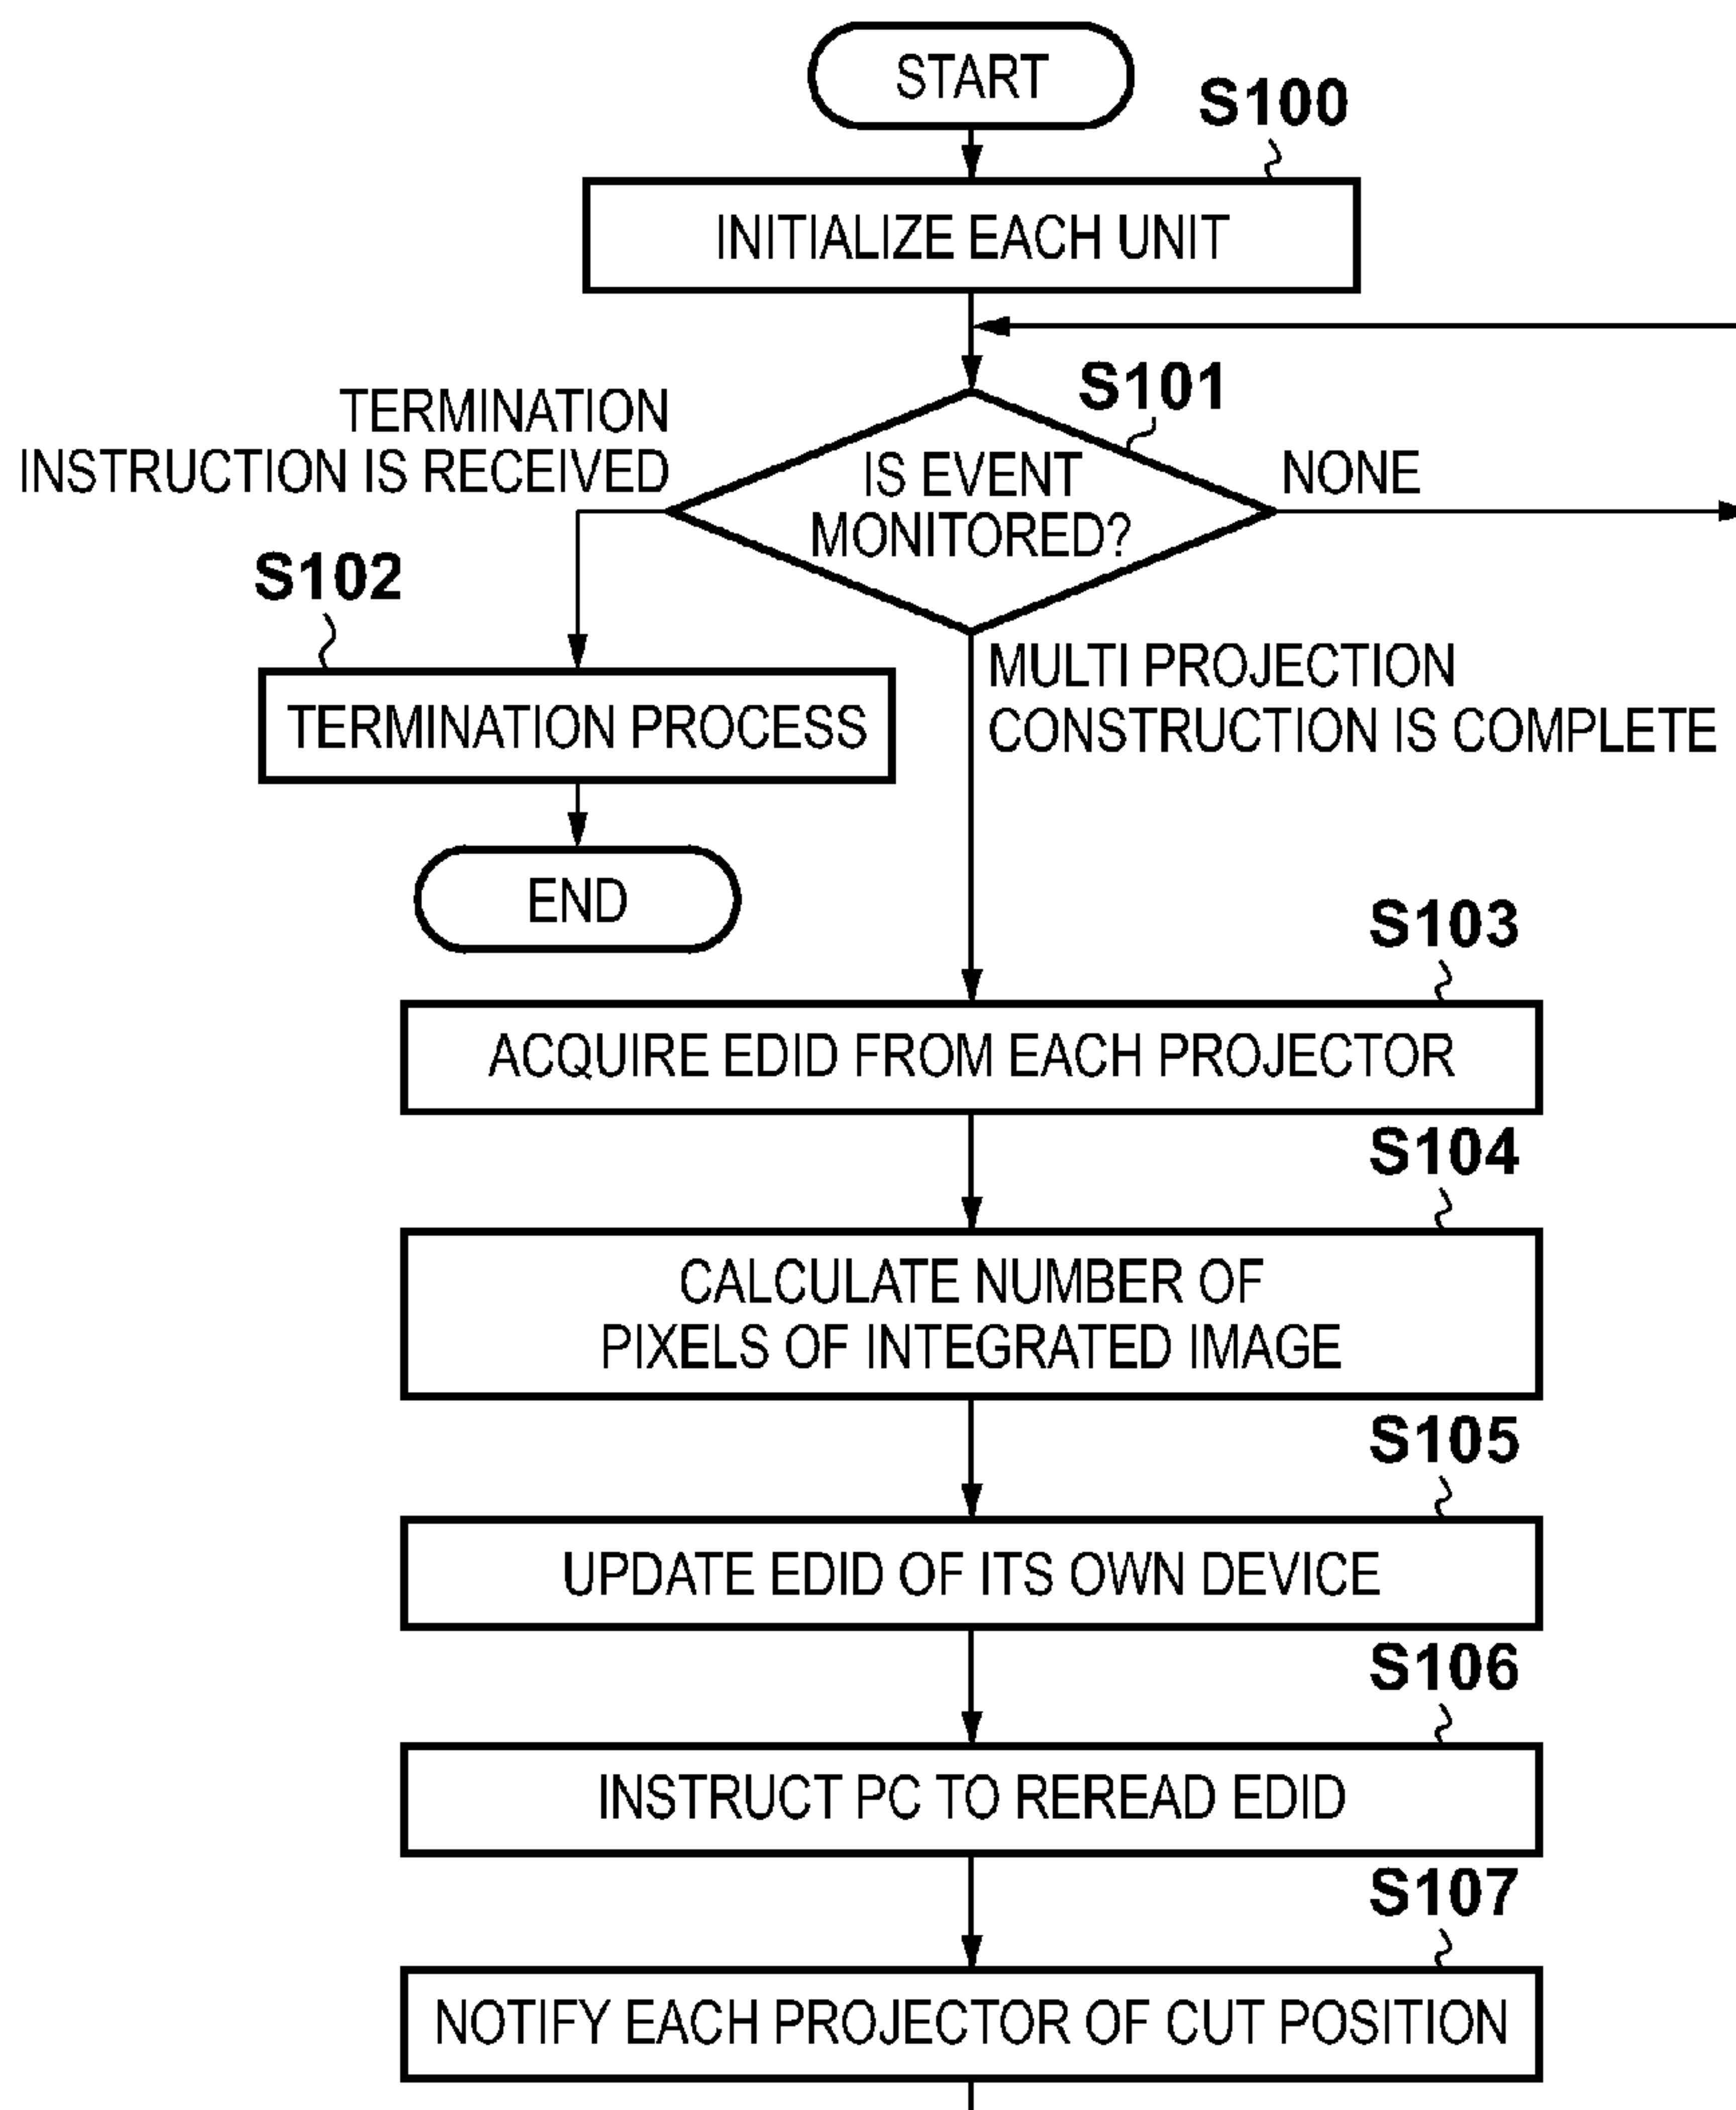 START
S100
INITIALIZE EACH UNIT
S101
TERMINATION
INSTRUCTION IS RECEIVED
IS EVENT
MONITORED?
NONE
S102
MULTI PROJECTION
CONSTRUCTION IS COMPLETE
TERMINATION PROCESS
END
S103
ACQUIRE EDID FROM EACH PROJECTOR
S104
CALCULATE NUMBER OF
PIXELS OF INTEGRATED IMAGE
S105
UPDATE EDID OF ITS OWN DEVICE
S106
INSTRUCT PC TO REREAD EDID
S107
NOTIFY EACH PROJECTOR OF CUT POSITION